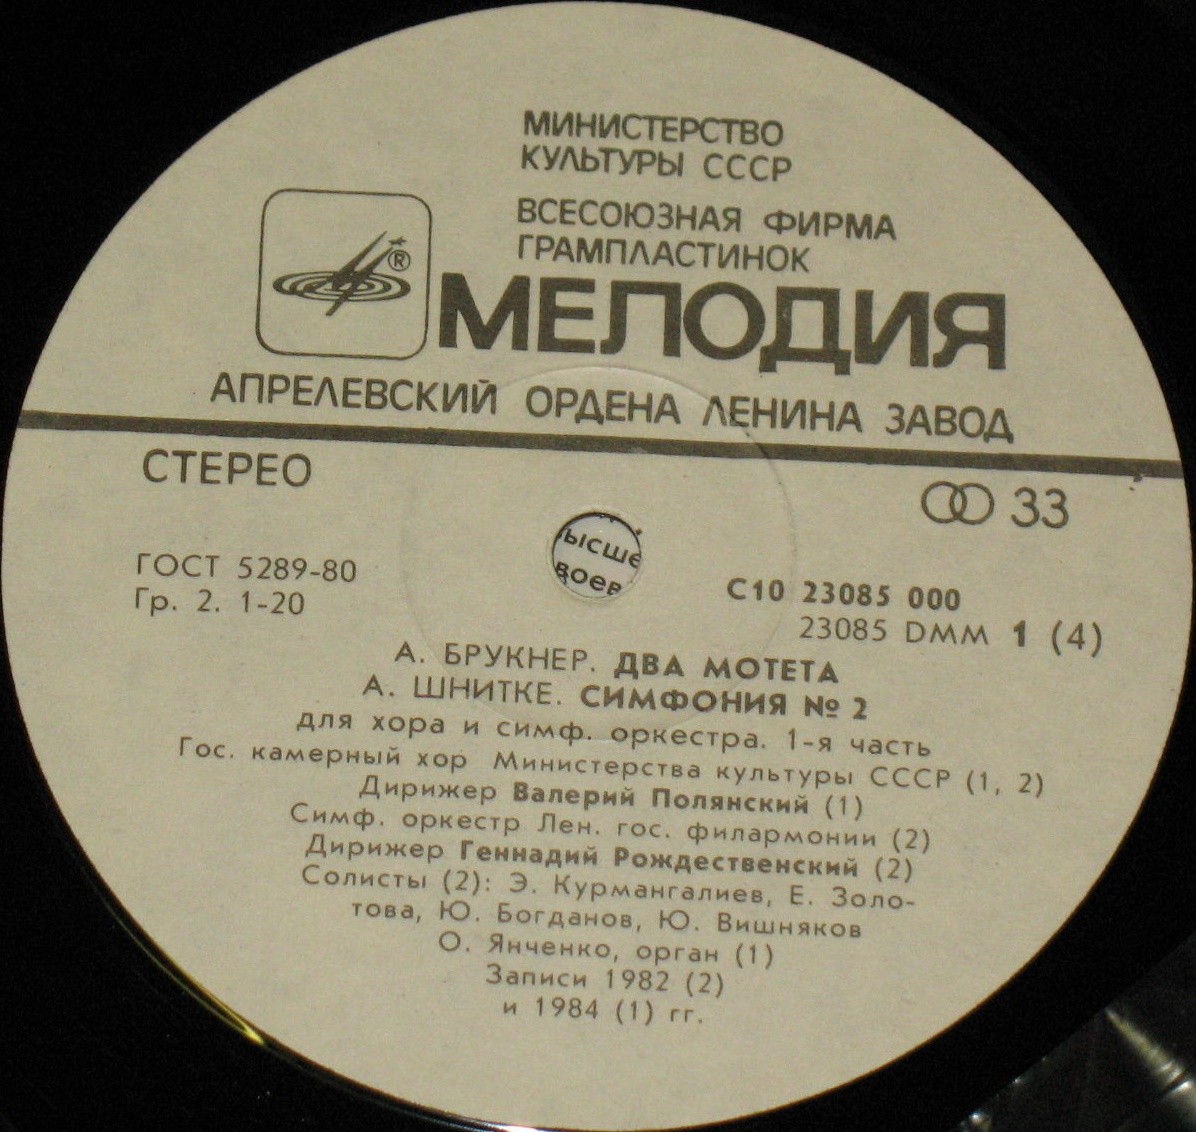 МИНИСТЕРСТВО
КУЛЬТУРЫ СССР
ВСЕСОЮЗНАЯ ФИРМА
ГРАМПЛАСТИНОК
®
МЕЛОДИЯ
АПРЕЛЕВСКИЙ ОРДЕНА ЛЕНИНА ЗАВОД
СТЕРЕО
33
ГОСТ 5289-80
Гр. 2. 1-20
ысше
воев
С10 23085 000
23085 DMM 1 (4)
А. БРУКНЕР. ДВА МОТЕТА
А. ШНИТКЕ. СИМФОНИЯ № 2
для хора и симф. оркестра. 1-я часть
Гос. камерный хор Министерства культуры СССР (1, 2)
Дирижер Валерий Полянский (1)
Симф. оркестр Лен. гос. филармонии (2)
Дирижер Геннадий Рождественский (2)
Солисты (2): Э. Курмангалиев, Е. Золо-
това, Ю. Богданов, Ю. Вишняков
О. Янченко, орган (1)
Записи 1982 (2)
и 1984 (1) гг.